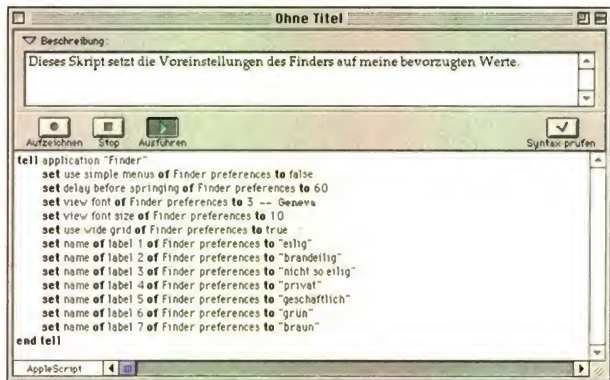 Ohne Titel
Beschreibung:
Dieses Skript setzt die Voreinstellungen des Finders auf meine bevorzugten Werte.
Aufzeichnen Stop Ausführen Syntax prüfen
tell application "Finder"
set use simple menus of Finder preferences to false
set delay before springing of Finder preferences to 60
set view font of Finder preferences to 3 -- Geneva
set view font size of Finder preferences to 10
set use wide grid of Finder preferences to true
set name of label 1 of Finder preferences to "eilig"
set name of label 2 of Finder preferences to "brandeilig"
set name of label 3 of Finder preferences to "nicht so eilig"
set name of label 4 of Finder preferences to "privat"
set name of label 5 of Finder preferences to "geschäftlich"
set name of label 6 of Finder preferences to "grün"
set name of label 7 of Finder preferences to "braun"
end tell
AppleScript